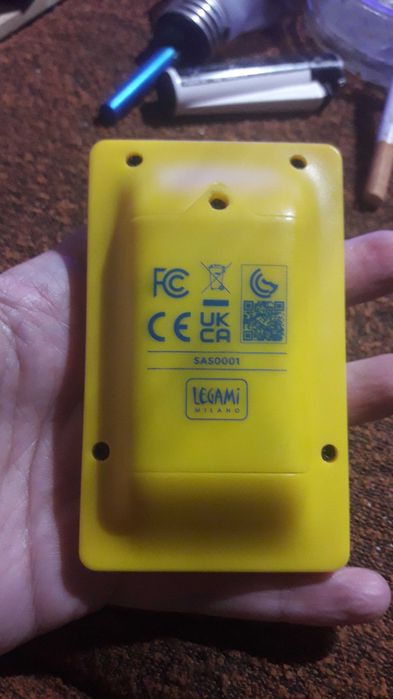 FC
CE UK CA
SAS0001
LEGAMi
MILANO